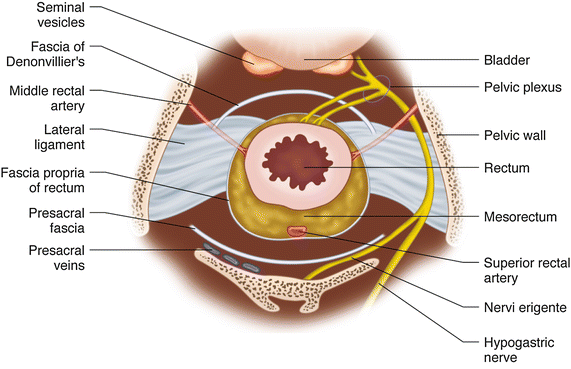 Seminal
vesicles
Fascia of
Denonvillier's
Middle rectal
artery
Lateral
ligament
Fascia propria
of rectum
Presacral
fascia
Presacral
veins
Bladder
Pelvic plexus
Pelvic wall
Rectum
Mesorectum
Superior rectal
artery
Nervi erigente
Hypogastric
nerve